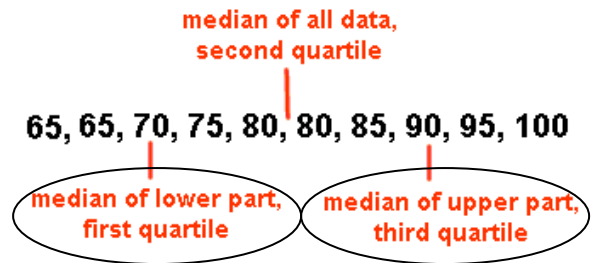 median of all data,
second quartile
65, 65, 70, 75, 80, 80, 85, 90, 95, 100
median of lower part,
first quartile
median of upper part,
third quartile